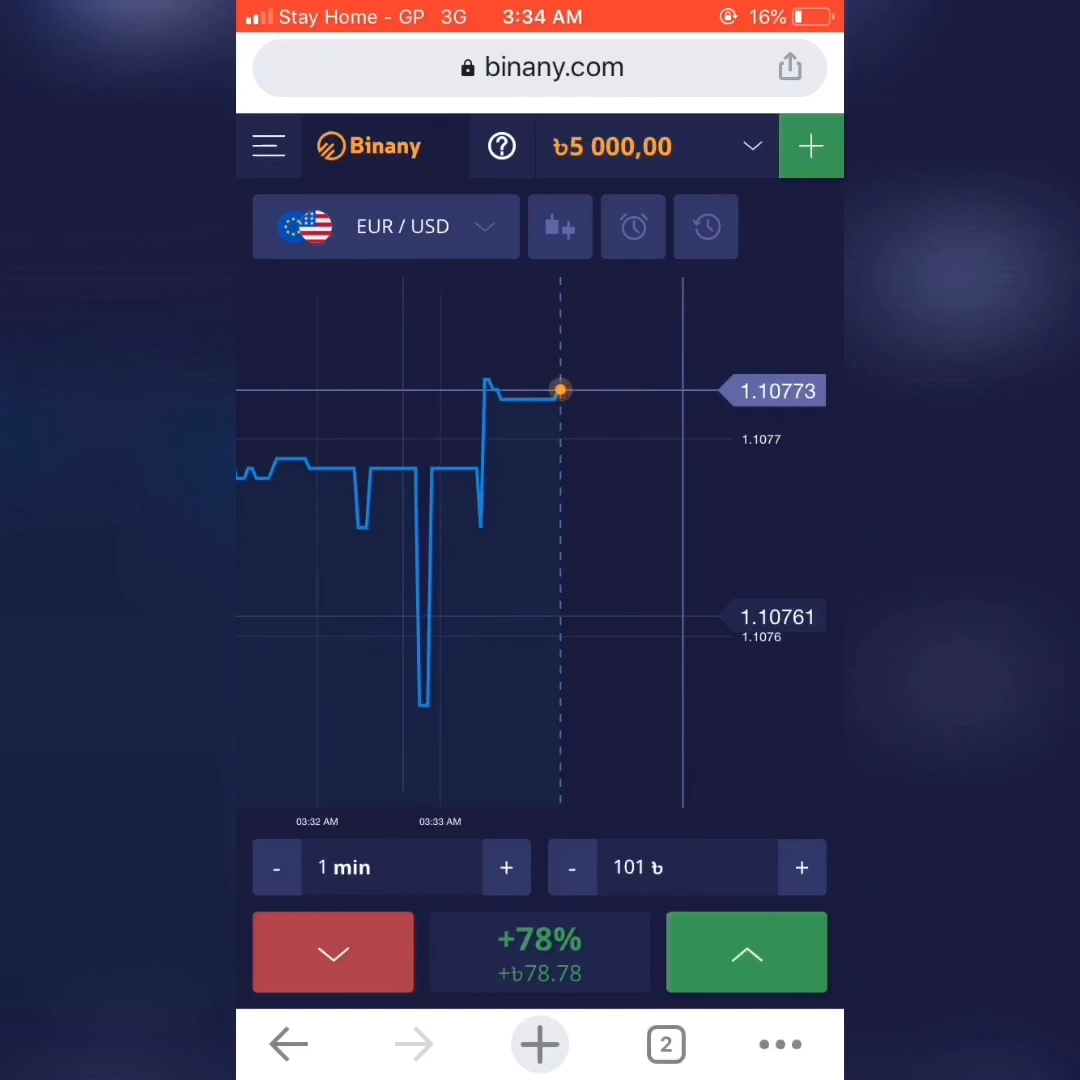 Stay Home - GP 3G 3:34 AM 16%
binany.com
Binany ? ৳5 000,00 +
EUR / USD
1.10773
1.1077
1.10761
1.1076
03:32 AM 03:33 AM
- 1 min + - 101 ৳ +
+78%
+৳78.78
2